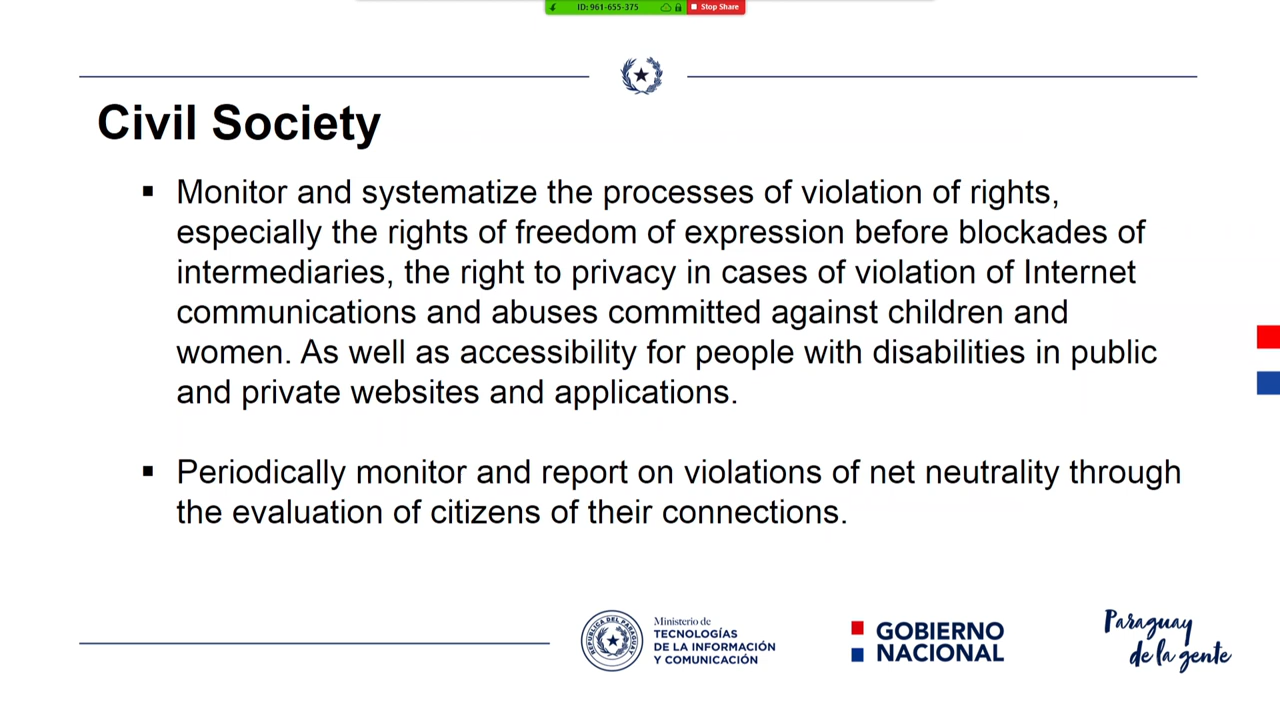 ID: 961-655-375
Stop Share
Civil Society
▪ Monitor and systematize the processes of violation of rights,
especially the rights of freedom of expression before blockades of
intermediaries, the right to privacy in cases of violation of Internet
communications and abuses committed against children and
women. As well as accessibility for people with disabilities in public
and private websites and applications.
▪ Periodically monitor and report on violations of net neutrality through
the evaluation of citizens of their connections.
REPUBLICA DEL PARAGUAY
Ministerio de
TECNOLOGÍAS
DE LA INFORMACIÓN
Y COMUNICACIÓN
GOBIERNO
NACIONAL
Paraguay
de la gente